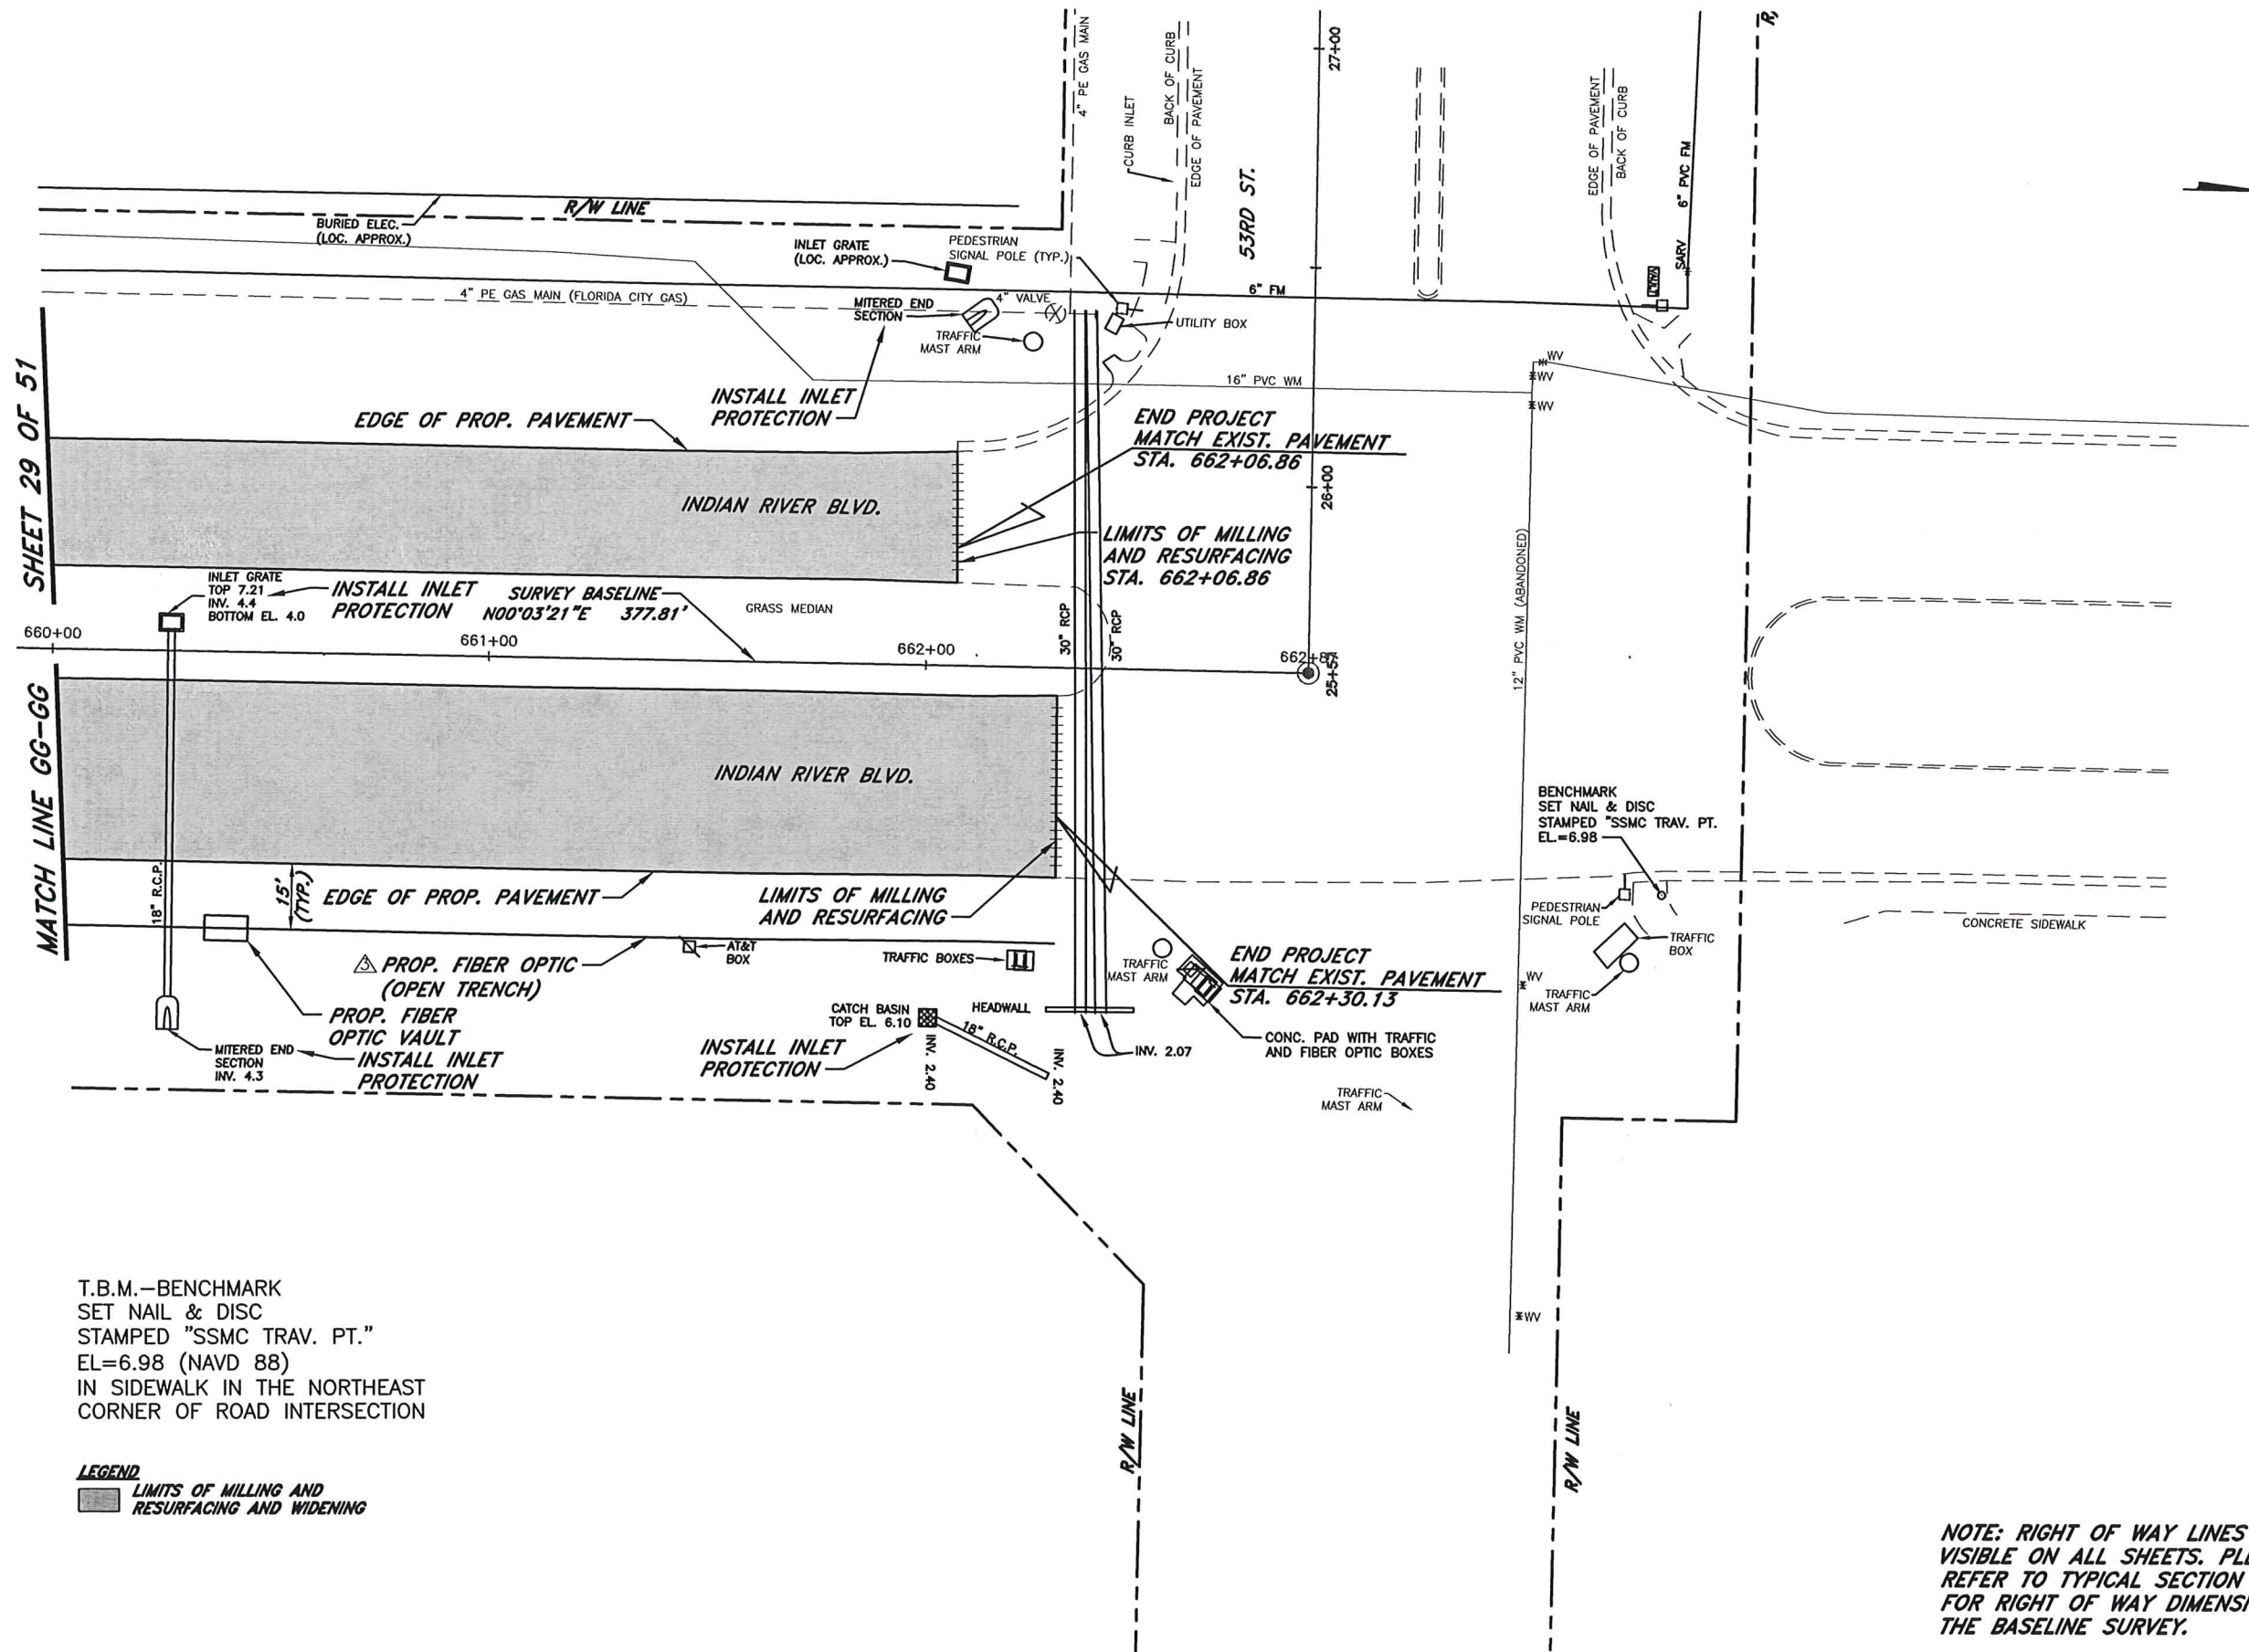 4" PE GAS MAIN
CURB INLET
BACK OF CURB
EDGE OF PAVEMENT
53RD ST.
27+00
EDGE OF PAVEMENT
BACK OF CURB
6" PVC FM
SARV
R/W LINE
BURIED ELEC.
(LOC. APPROX.)
INLET GRATE
(LOC. APPROX.)
PEDESTRIAN
SIGNAL POLE (TYP.)
4" PE GAS MAIN (FLORIDA CITY GAS)
MITERED END
SECTION
4" VALVE
6" FM
UTILITY BOX
TRAFFIC
MAST ARM
16" PVC WM
WV
WV
WV
SHEET 29 OF 51
INSTALL INLET
PROTECTION
EDGE OF PROP. PAVEMENT
END PROJECT
MATCH EXIST. PAVEMENT
STA. 662+06.86
26+00
INDIAN RIVER BLVD.
LIMITS OF MILLING
AND RESURFACING
STA. 662+06.86
12" PVC WM (ABANDONED)
INLET GRATE
TOP 7.21
INV. 4.4
BOTTOM EL. 4.0
INSTALL INLET
PROTECTION
SURVEY BASELINE
N00°03'21"E 377.81'
GRASS MEDIAN
30" RCP
30" RCP
660+00
661+00
662+00
662+87
25+57
MATCH LINE GG-GG
INDIAN RIVER BLVD.
BENCHMARK
SET NAIL & DISC
STAMPED "SSMC TRAV. PT.
EL.=6.98
18" R.C.P.
15'
(TYP.)
EDGE OF PROP. PAVEMENT
LIMITS OF MILLING
AND RESURFACING
PEDESTRIAN
SIGNAL POLE
CONCRETE SIDEWALK
TRAFFIC
BOX
AT&T
BOX
TRAFFIC BOXES
TRAFFIC
MAST ARM
END PROJECT
MATCH EXIST. PAVEMENT
STA. 662+30.13
WV
TRAFFIC
MAST ARM
3 PROP. FIBER OPTIC
(OPEN TRENCH)
PROP. FIBER
OPTIC VAULT
CATCH BASIN
TOP EL. 6.10
HEADWALL
18" R.C.P.
INV. 2.40
INV. 2.40
INV. 2.07
CONC. PAD WITH TRAFFIC
AND FIBER OPTIC BOXES
MITERED END
SECTION
INV. 4.3
INSTALL INLET
PROTECTION
INSTALL INLET
PROTECTION
TRAFFIC
MAST ARM
WV
T.B.M.-BENCHMARK
SET NAIL & DISC
STAMPED "SSMC TRAV. PT."
EL=6.98 (NAVD 88)
IN SIDEWALK IN THE NORTHEAST
CORNER OF ROAD INTERSECTION
R/W LINE
R/W LINE
LEGEND
LIMITS OF MILLING AND
RESURFACING AND WIDENING
NOTE: RIGHT OF WAY LINES
VISIBLE ON ALL SHEETS.
REFER TO TYPICAL SECTION
FOR RIGHT OF WAY
THE BASELINE SURVEY.